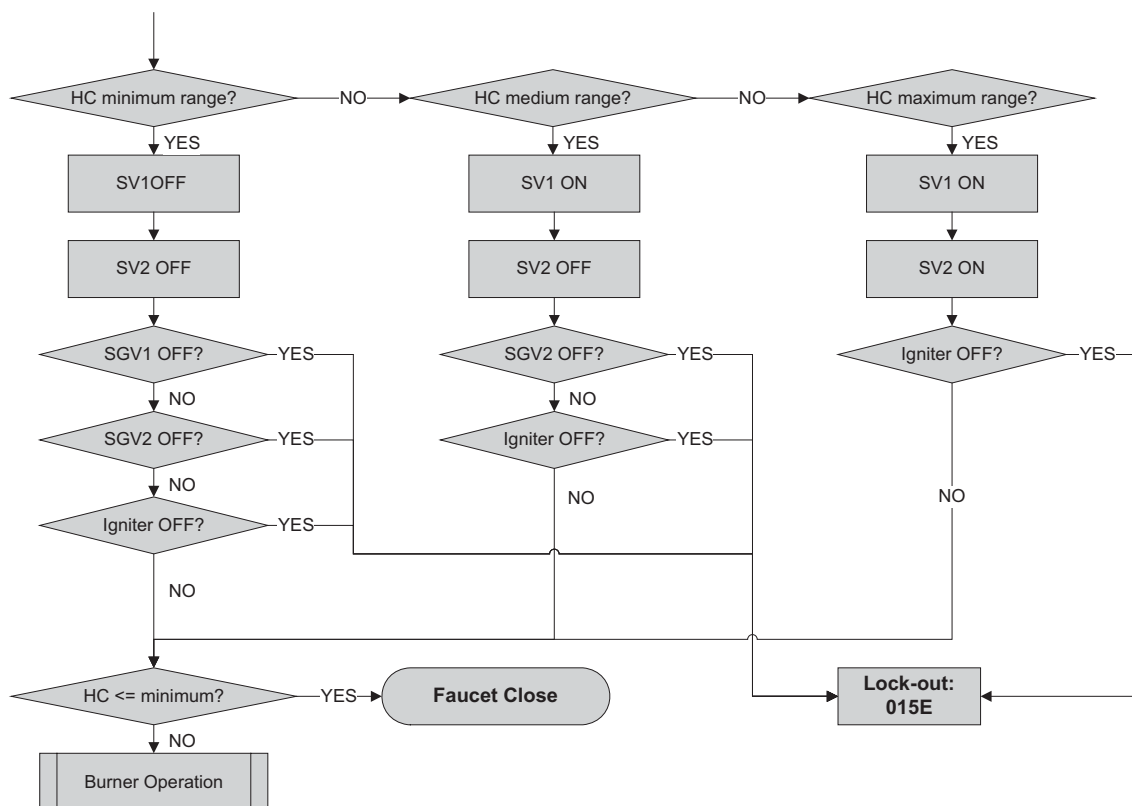 HC minimum range?
NO
HC medium range?
NO
HC maximum range?
YES
YES
YES
SV1OFF
SV1 ON
SV1 ON
SV2 OFF
SV2 OFF
SV2 ON
SGV1 OFF?
YES
SGV2 OFF?
YES
Igniter OFF?
YES
NO
NO
SGV2 OFF?
YES
Igniter OFF?
YES
NO
NO
NO
Igniter OFF?
YES
NO
HC <= minimum?
YES
Faucet Close
Lock-out:
015E
NO
Burner Operation